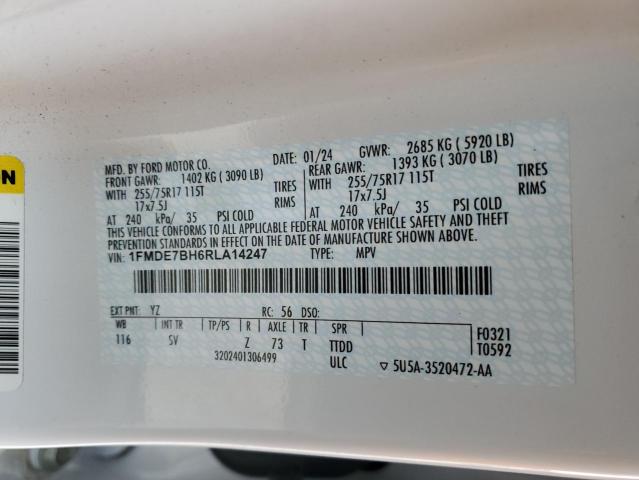 ON
MFD. BY FORD MOTOR CO. DATE: 01/24 GVWR: 2685 KG ( 5920 LB)
FRONT GAWR: 1402 KG ( 3090 LB) REAR GAWR: 1393 KG ( 3070 LB)
WITH 255/75R17 115T TIRES WITH 255/75R17 115T TIRES
17x7.5J RIMS 17x7.5J RIMS
AT 240 kPa/ 35 PSI COLD AT 240 kPa/ 35 PSI COLD
THIS VEHICLE CONFORMS TO ALL APPLICABLE FEDERAL MOTOR VEHICLE SAFETY AND THEFT
PREVENTION STANDARDS IN EFFECT ON THE DATE OF MANUFACTURE SHOWN ABOVE.
VIN: 1FMDE7BH6RLA14247 TYPE: MPV
EXT PNT: YZ RC: 56 DSO:
WB INT TR TP/PS R AXLE TR SPR F0321
116 SV Z 73 T TTDD T0592
3202401306499 ULC ▽ 5U5A-3520472-AA